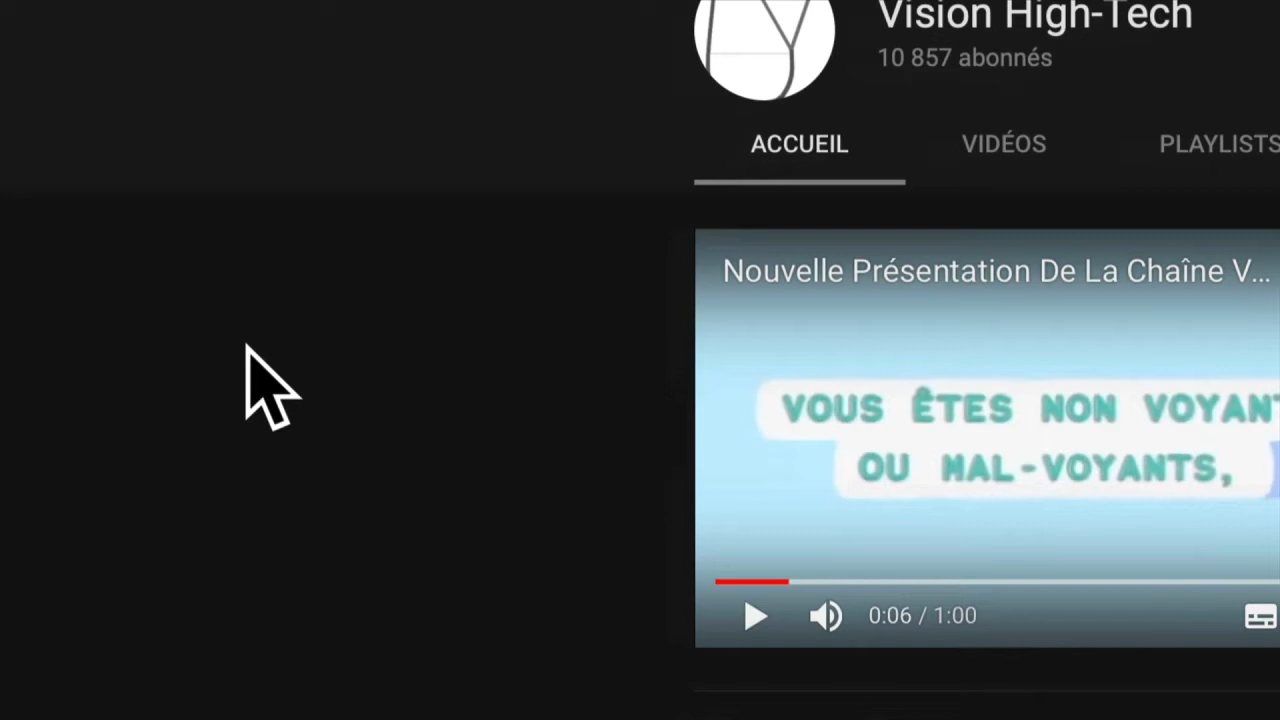 Vision High-Tech
10 857 abonnés
ACCUEIL VIDÉOS PLAYLISTS
Nouvelle Présentation De La Chaîne V...
VOUS ÊTES NON VOYANT
OU MAL-VOYANTS,
0:06 / 1:00